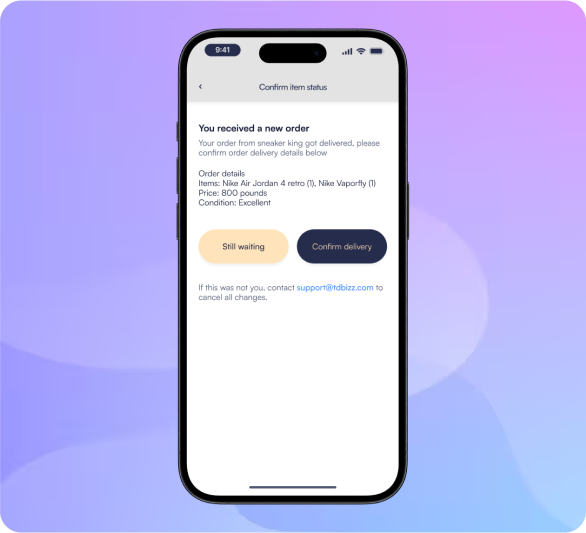 9:41
Confirm item status
You received a new order
Your order from sneaker king got delivered, please
confirm order delivery details below
Order details
Items: Nike Air Jordan 4 retro (1), Nike Vaporfly (1)
Price: 800 pounds
Condition: Excellent
Still waiting
Confirm delivery
If this was not you, contact support@tdbizz.com to
cancel all changes.